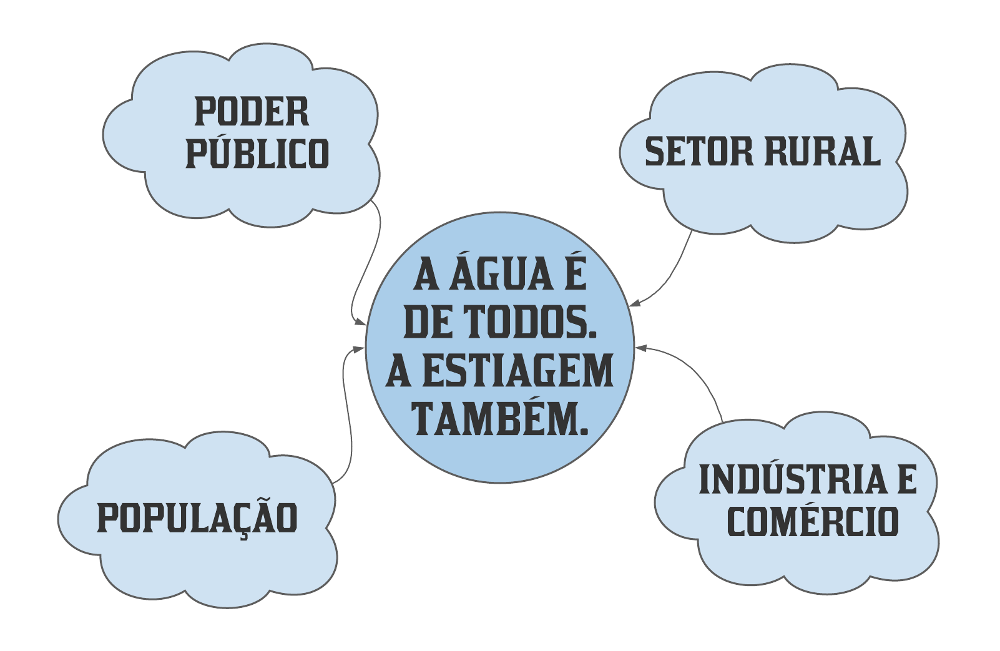 PODER
PÚBLICO
SETOR RURAL
A ÁGUA É
DE TODOS.
A ESTIAGEM
TAMBÉM.
POPULAÇÃO
INDÚSTRIA E
COMÉRCIO